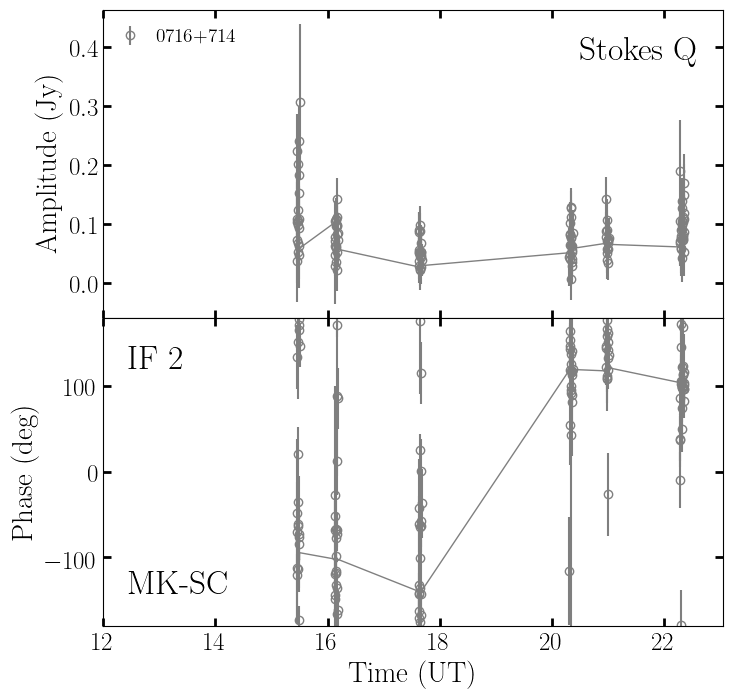 0716+714
Stokes Q
0.4
0.3
0.2
0.1
0.0
Amplitude (Jy)
IF 2
100
0
−100
Phase (deg)
MK-SC
12 14 16 18 20 22
Time (UT)